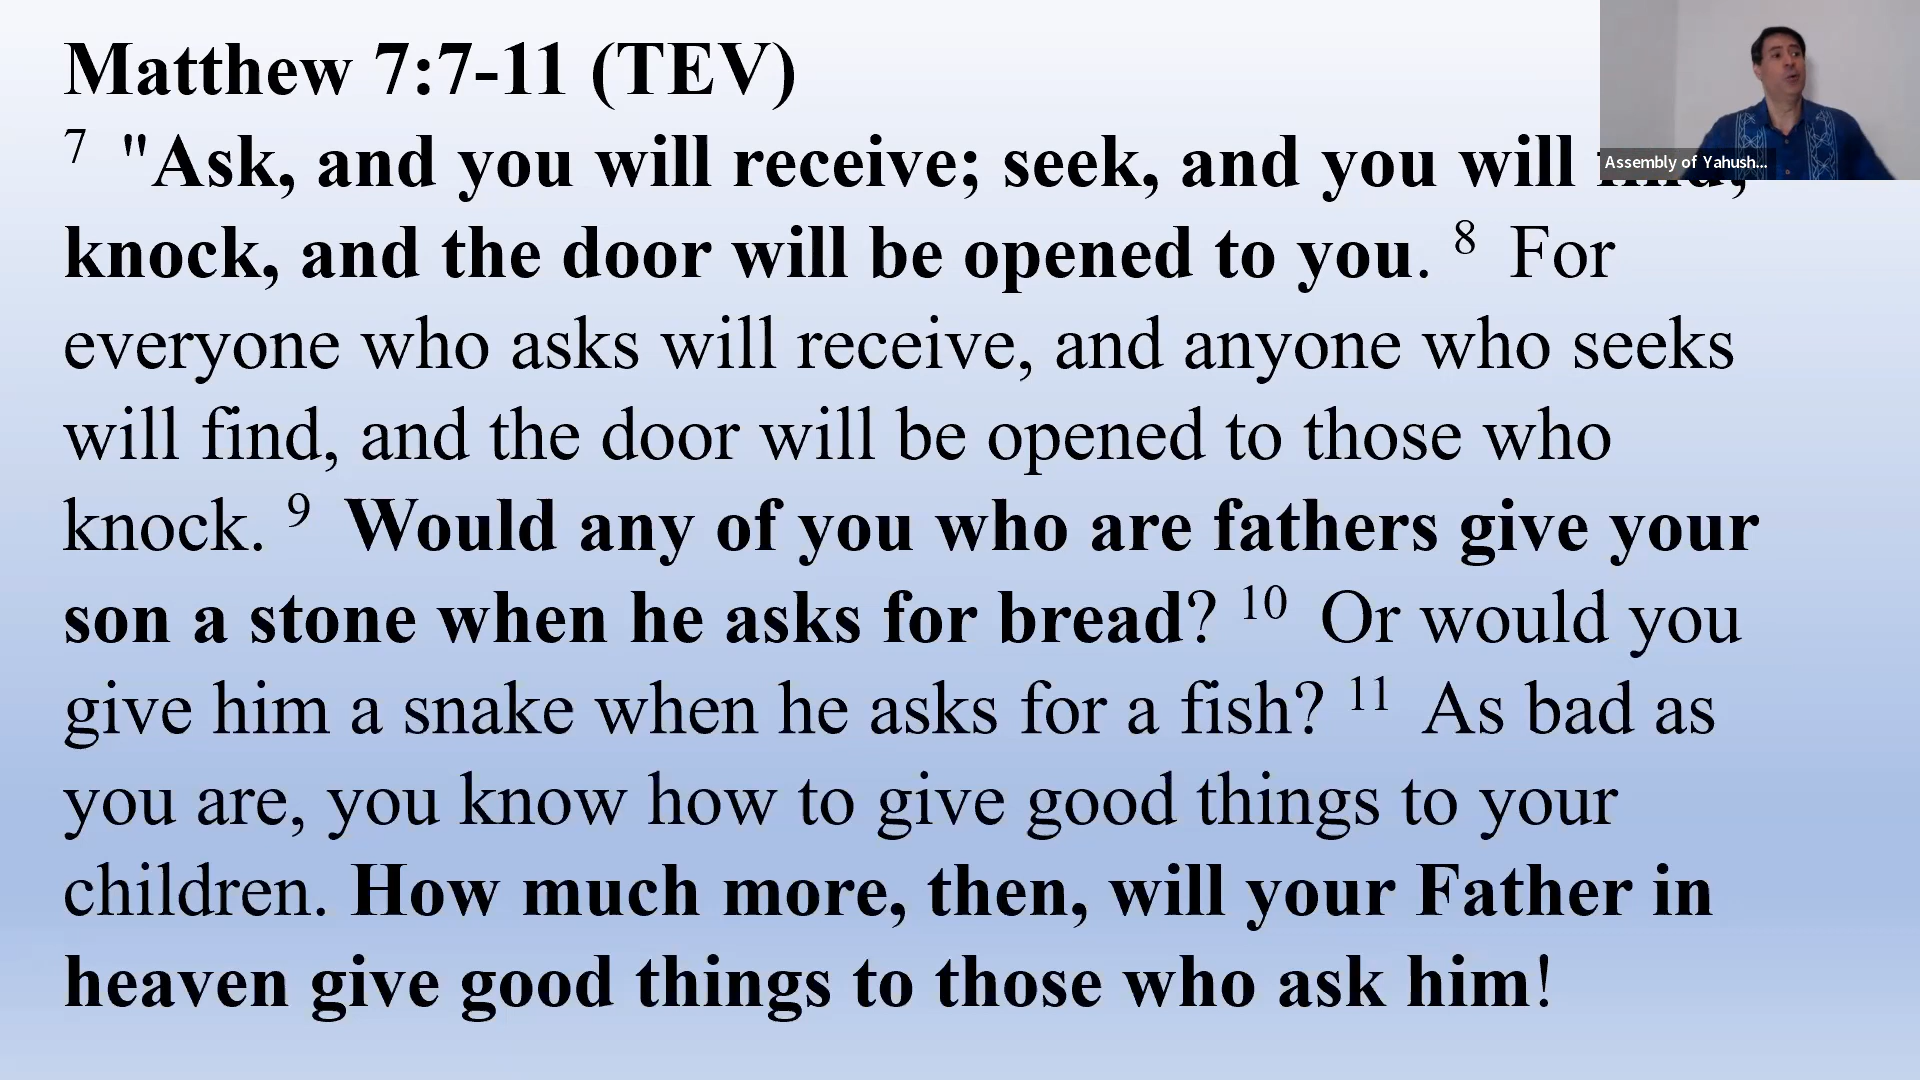 Matthew 7:7-11 (TEV)
7 "Ask, and you will receive; seek, and you will
Assembly of Yahush...
knock, and the door will be opened to you. 8 For
everyone who asks will receive, and anyone who seeks
will find, and the door will be opened to those who
knock. 9 Would any of you who are fathers give your
son a stone when he asks for bread? 10 Or would you
give him a snake when he asks for a fish? 11 As bad as
you are, you know how to give good things to your
children. How much more, then, will your Father in
heaven give good things to those who ask him!